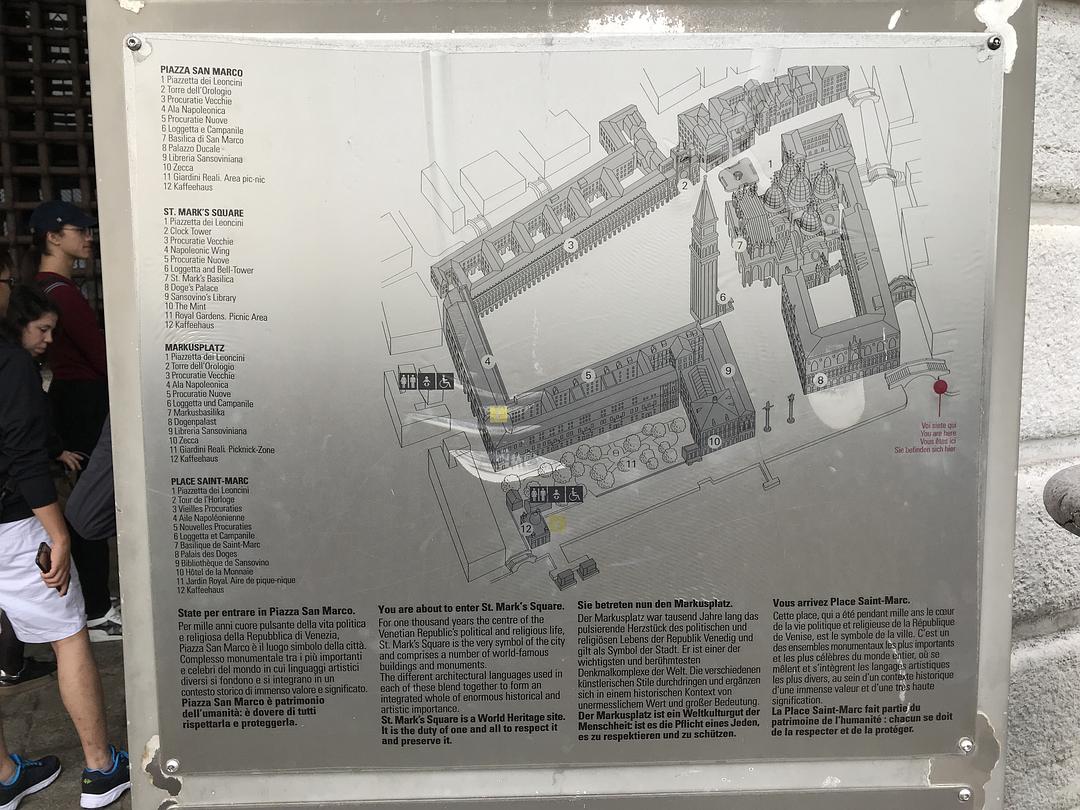 PIAZZA SAN MARCO
1 Piazzetta dei Leoncini
2 Torre dell'Orologio
3 Procuratie Vecchie
4 Ala Napoleonica
5 Procuratie Nuove
6 Loggetta e Campanile
7 Basilica di San Marco
8 Palazzo Ducale
9 Libreria Sansoviniana
10 Zecca
11 Giardini Reali. Area pic-nic
12 Kaffeehaus
ST. MARK'S SQUARE
1 Piazzetta dei Leoncini
2 Clock Tower
3 Procuratie Vecchie
4 Napoleonic Wing
5 Procuratie Nuove
6 Loggetta and Bell-Tower
7 St. Mark's Basilica
8 Doge's Palace
9 Sansovino's Library
10 The Mint
11 Royal Gardens. Picnic Area
12 Kaffeehaus
MARKUSPLATZ
1 Piazzetta dei Leoncini
2 Torre dell'Orologio
3 Procuratie Vecchie
4 Ala Napoleonica
5 Procuratie Nuove
6 Loggetta und Campanile
7 Markusbasilika
8 Dogenpalast
9 Libreria Sansoviniana
10 Zecca
11 Giardini Reali. Picknick-Zone
12 Kaffeehaus
PLACE SAINT-MARC
1 Piazzetta dei Leoncini
2 Tour de l'Horloge
3 Vieilles Procuraties
4 Aile Napoléonienne
5 Nouvelles Procuraties
6 Loggetta et Campanile
7 Basilique de Saint-Marc
8 Palais des Doges
9 Bibliothèque de Sansovino
10 Hôtel de la Monnaie
11 Jardin Royal. Aire de pique-nique
12 Kaffeehaus
1
2
3
7
6
4
5
9
8
10
11
12
Voi siete qui
You are here
Vous êtes ici
Sie befinden sich hier
State per entrare in Piazza San Marco.
Per mille anni cuore pulsante della vita politica
e religiosa della Repubblica di Venezia,
Piazza San Marco è il luogo simbolo della città.
Complesso monumentale tra i più importanti
e celebri del mondo in cui linguaggi artistici
diversi si fondono e si integrano in un
contesto storico di immenso valore e significato.
Piazza San Marco è patrimonio
dell'umanità: è dovere di tutti
rispettarla e proteggerla.
You are about to enter St. Mark's Square.
For one thousand years the centre of the
Venetian Republic's political and religious life,
St. Mark's Square is the very symbol of the city
and comprises a number of world-famous
buildings and monuments.
The different architectural languages used in
each of these blend together to form an
integrated whole of enormous historical and
artistic importance.
St. Mark's Square is a World Heritage site.
It is the duty of one and all to respect it
and preserve it.
Sie betreten nun den Markusplatz.
Der Markusplatz war tausend Jahre lang das
pulsierende Herzstück des politischen und
religiösen Lebens der Republik Venedig und
gilt als Symbol der Stadt. Er ist einer der
wichtigsten und berühmtesten
Denkmalkomplexe der Welt. Die verschiedenen
künstlerischen Stile durchdringen und ergänzen
sich in einem historischen Kontext von
unermesslichem Wert und großer Bedeutung.
Der Markusplatz ist ein Weltkulturgut der
Menschheit: ist es die Pflicht eines Jeden,
es zu respektieren und zu schützen.
Vous arrivez Place Saint-Marc.
Cette place, qui a été pendant mille ans le cœur
de la vie politique et religieuse de la République
de Venise, est le symbole de la ville. C'est un
des ensembles monumentaux les plus importants
et les plus célèbres du monde entier, où se
mêlent et s'intègrent les langages artistiques
les plus divers, au sein d'un contexte historique
d'une immense valeur et d'une très haute
signification.
La Place Saint-Marc fait partie du
patrimoine de l'humanité : chacun se doit
de la respecter et de la protéger.